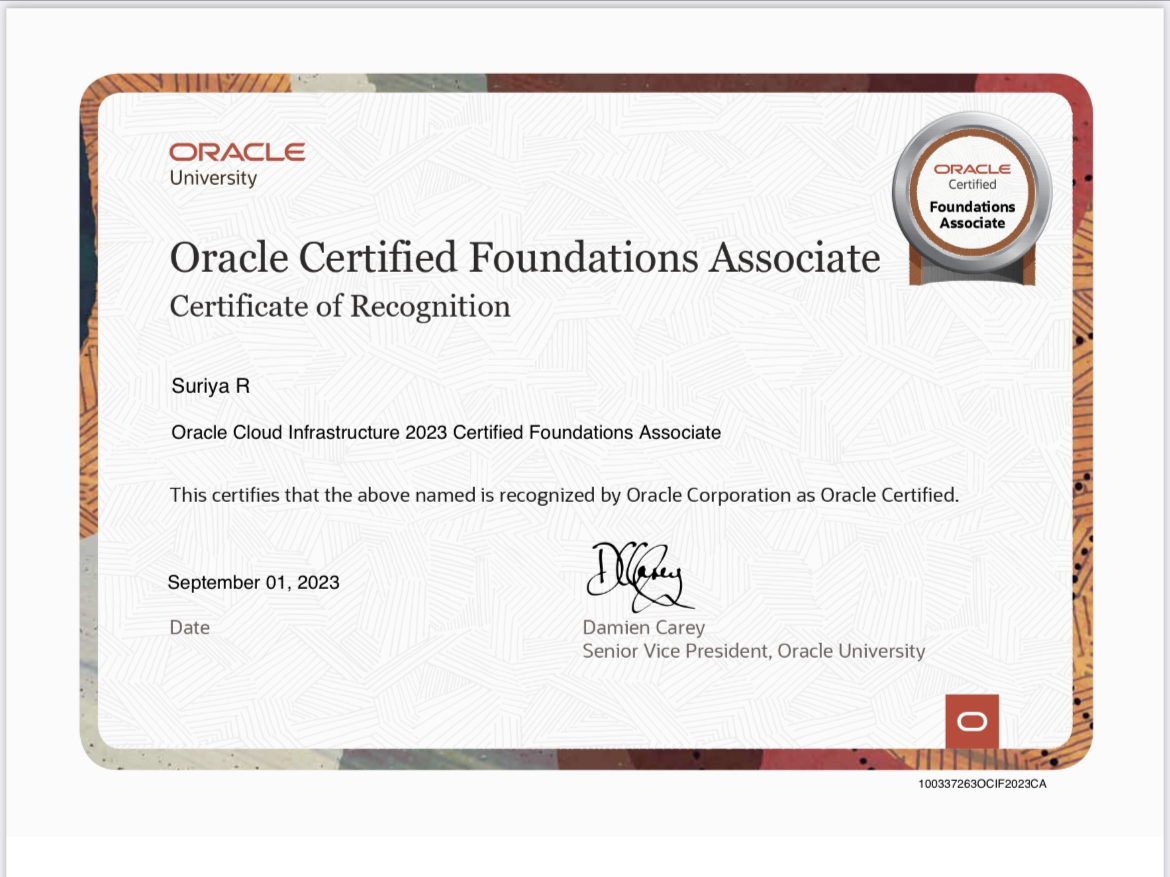 ORACLE
University
ORACLE
Certified
Foundations
Associate
Oracle Certified Foundations Associate
Certificate of Recognition
Suriya R
Oracle Cloud Infrastructure 2023 Certified Foundations Associate
This certifies that the above named is recognized by Oracle Corporation as Oracle Certified.
September 01, 2023
Date
DCarey
Damien Carey
Senior Vice President, Oracle University
100337263OCIF2023CA